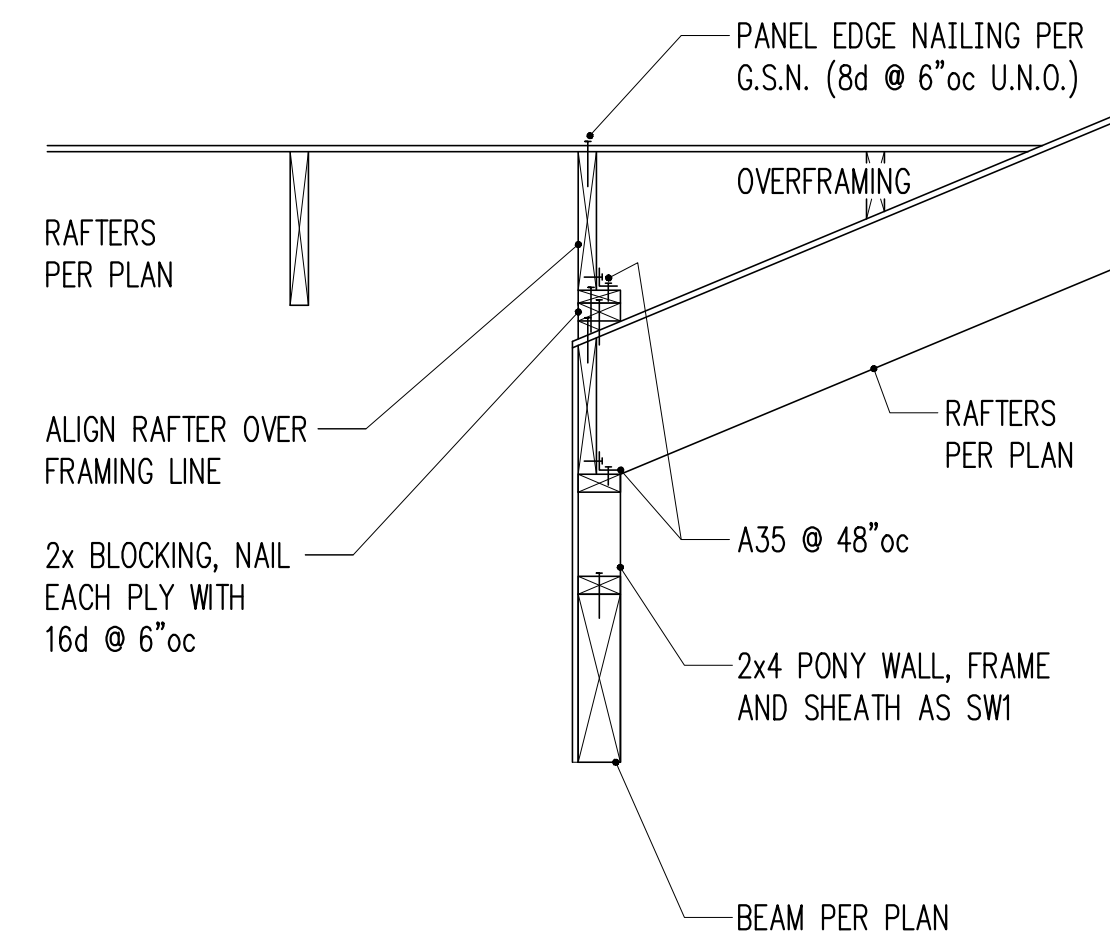 PANEL EDGE NAILING PER
G.S.N. (8d @ 6"oc U.N.O.)
OVERFRAMING
RAFTERS
PER PLAN
ALIGN RAFTER OVER
FRAMING LINE
RAFTERS
PER PLAN
A35 @ 48"oc
2x BLOCKING, NAIL
EACH PLY WITH
16d @ 6"oc
2x4 PONY WALL, FRAME
AND SHEATH AS SW1
BEAM PER PLAN